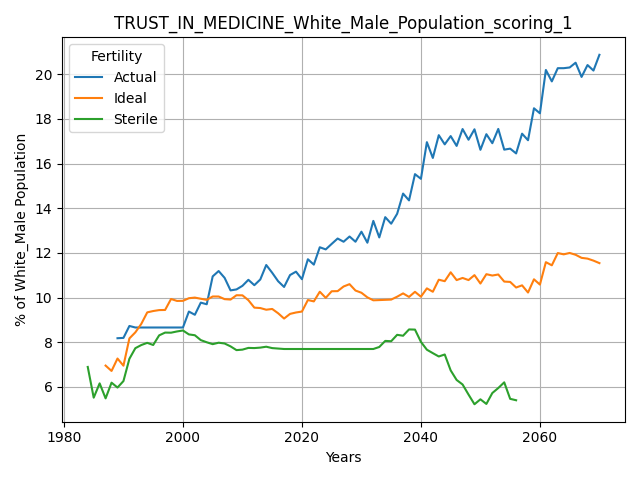 TRUST_IN_MEDICINE_White_Male_Population_scoring_1
Fertility
Actual
Ideal
Sterile
% of White_Male Population
20
18
16
14
12
10
8
6
1980
2000
2020
2040
2060
Years